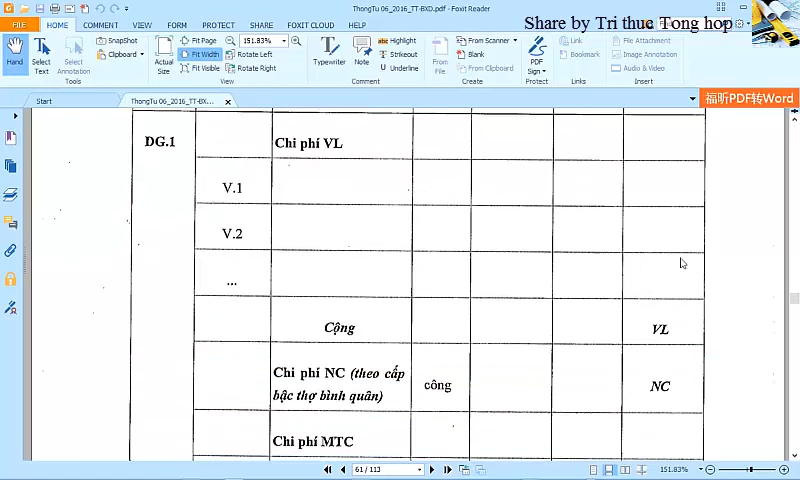 ThongTu 06_2016_TT-BXD.pdf - Foxit Reader
Share by Tri thuc Tong hop
FILE HOME COMMENT VIEW FORM PROTECT SHARE FOXIT CLOUD HELP
Hand
Select Text
Select Annotation
SnapShot
Clipboard
Tools
Actual Size
Fit Page
Fit Width
Fit Visible
151.83%
Rotate Left
Rotate Right
View
Typewriter
Note
Highlight
Strikeout
Underline
Comment
From File
From Scanner
Blank
From Clipboard
Create
PDF Sign
Protect
Link
Bookmark
Links
File Attachment
Image Annotation
Audio & Video
Insert
Start
ThongTu 06_2016_TT-BX...
福昕PDF转Word
DG.1 Chi phí VL
V.1
V.2
...
Cộng VL
Chi phí NC (theo cấp
bậc thợ bình quân) công NC
Chi phí MTC
61 / 113
151.83%